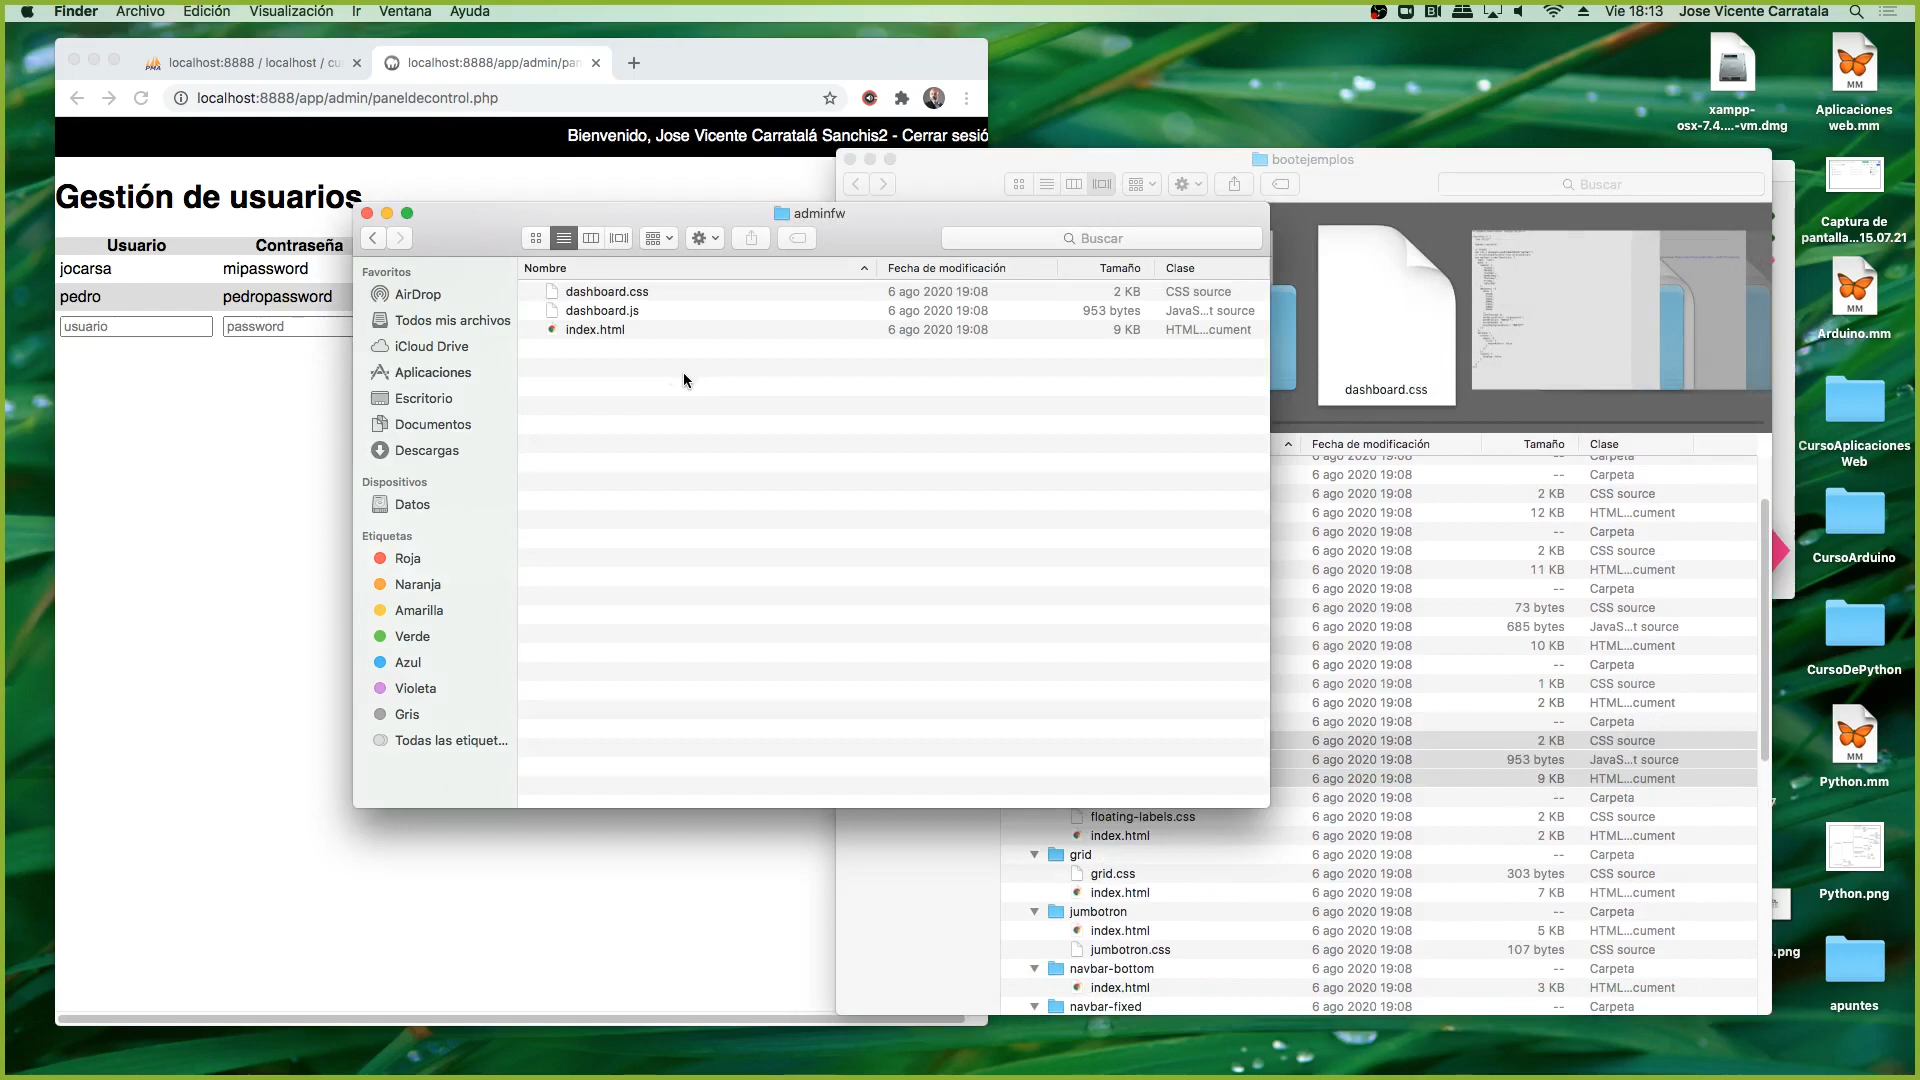 Finder Archivo Edición Visualización Ir Ventana Ayuda
Vie 18:13 Jose Vicente Carratala
localhost:8888 / localhost / cu
localhost:8888/app/admin/pan
localhost:8888/app/admin/paneldecontrol.php
Bienvenido, Jose Vicente Carratalá Sanchis2 - Cerrar sesió
Gestión de usuarios
Usuario Contraseña
jocarsa mipassword
pedro pedropassword
usuario password
adminfw
Buscar
Favoritos
AirDrop
Todos mis archivos
iCloud Drive
Aplicaciones
Escritorio
Documentos
Descargas
Dispositivos
Datos
Etiquetas
Roja
Naranja
Amarilla
Verde
Azul
Violeta
Gris
Todas las etiquet...
Nombre Fecha de modificación Tamaño Clase
dashboard.css 6 ago 2020 19:08 2 KB CSS source
dashboard.js 6 ago 2020 19:08 953 bytes JavaS...t source
index.html 6 ago 2020 19:08 9 KB HTML...cument
bootejemplos
Buscar
dashboard.css
Fecha de modificación Tamaño Clase
6 ago 2020 19:08 -- Carpeta
6 ago 2020 19:08 -- Carpeta
6 ago 2020 19:08 2 KB CSS source
6 ago 2020 19:08 12 KB HTML...cument
6 ago 2020 19:08 -- Carpeta
6 ago 2020 19:08 2 KB CSS source
6 ago 2020 19:08 11 KB HTML...cument
6 ago 2020 19:08 -- Carpeta
6 ago 2020 19:08 73 bytes CSS source
6 ago 2020 19:08 685 bytes JavaS...t source
6 ago 2020 19:08 10 KB HTML...cument
6 ago 2020 19:08 -- Carpeta
6 ago 2020 19:08 1 KB CSS source
6 ago 2020 19:08 2 KB HTML...cument
6 ago 2020 19:08 -- Carpeta
6 ago 2020 19:08 2 KB CSS source
6 ago 2020 19:08 953 bytes JavaS...t source
6 ago 2020 19:08 9 KB HTML...cument
6 ago 2020 19:08 -- Carpeta
floating-labels.css 6 ago 2020 19:08 2 KB CSS source
index.html 6 ago 2020 19:08 2 KB HTML...cument
grid 6 ago 2020 19:08 -- Carpeta
grid.css 6 ago 2020 19:08 303 bytes CSS source
index.html 6 ago 2020 19:08 7 KB HTML...cument
jumbotron 6 ago 2020 19:08 -- Carpeta
index.html 6 ago 2020 19:08 5 KB HTML...cument
jumbotron.css 6 ago 2020 19:08 107 bytes CSS source
navbar-bottom 6 ago 2020 19:08 -- Carpeta
index.html 6 ago 2020 19:08 3 KB HTML...cument
navbar-fixed 6 ago 2020 19:08 -- Carpeta
xampp-
osx-7.4....-vm.dmg
MM
Aplicaciones
web.mm
Captura de
pantalla...15.07.21
MM
Arduino.mm
CursoAplicaciones
Web
CursoArduino
CursoDePython
MM
Python.mm
Python.png
.png
apuntes